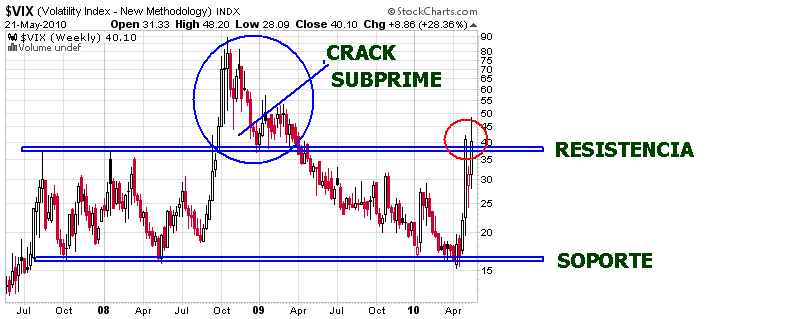 $VIX (Volatility Index - New Methodology) INDX © StockCharts.com
21-May-2010 Open 31.33 High 48.20 Low 28.09 Close 40.10 Chg +8.86 (+28.36%)
$VIX (Weekly) 40.10
Volume undef
CRACK
SUBPRIME
90
80
70
65
60
55
50
45
40
35
30
25
20
15
RESISTENCIA
SOPORTE
Jul Oct 08 Apr Jul Oct 09 Apr Jul Oct 10 Apr